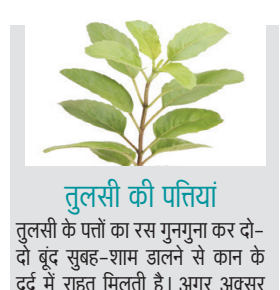 तुलसी की पत्तियां
तुलसी के पत्तों का रस गुनगुना कर दो-
दो बूंद सुबह-शाम डालने से कान के
दर्द में राहत मिलती है। अगर अक्सर